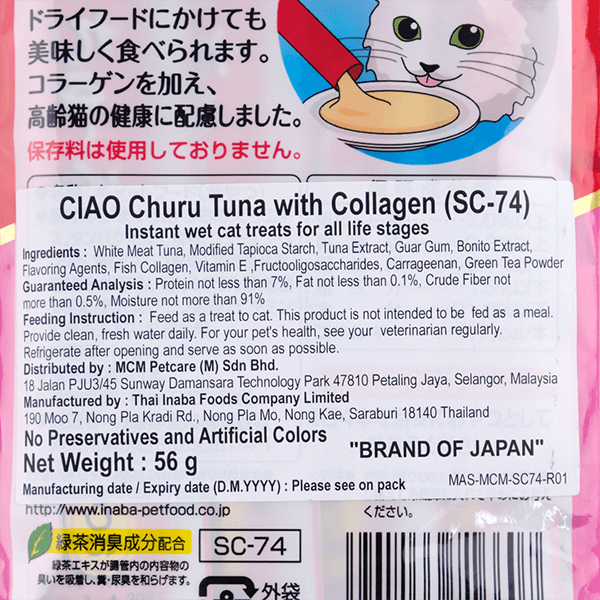 ドライフードにかけても
美味しく食べられます。
コラーゲンを加え、
高齢猫の健康に配慮しました。
保存料は使用しておりません。
CIAO Churu Tuna with Collagen (SC-74)
Instant wet cat treats for all life stages
Ingredients : White Meat Tuna, Modified Tapioca Starch, Tuna Extract, Guar Gum, Bonito Extract,
Flavoring Agents, Fish Collagen, Vitamin E ,Fructooligosaccharides, Carrageenan, Green Tea Powder
Guaranteed Analysis : Protein not less than 7%, Fat not less than 0.1%, Crude Fiber not
more than 0.5%, Moisture not more than 91%
Feeding Instruction : Feed as a treat to cat. This product is not intended to be fed as a meal.
Provide clean, fresh water daily. For your pet's health, see your veterinarian regularly.
Refrigerate after opening and serve as soon as possible.
Distributed by : MCM Petcare (M) Sdn Bhd.
18 Jalan PJU3/45 Sunway Damansara Technology Park 47810 Petaling Jaya, Selangor, Malaysia
Manufactured by : Thai Inaba Foods Company Limited
190 Moo 7, Nong Pla Kradi Rd., Nong Pla Mo, Nong Kae, Saraburi 18140 Thailand
No Preservatives and Artificial Colors
Net Weight : 56 g
"BRAND OF JAPAN"
Manufacturing date / Expiry date (D.M.YYYY) : Please see on pack
MAS-MCM-SC74-R01
http://www.inaba-petfood.co.jp
ください。
緑茶消臭成分配合
SC-74
緑茶エキスが腸管内の内容物の
臭いを吸着し、糞・尿臭を和らげます。
外袋